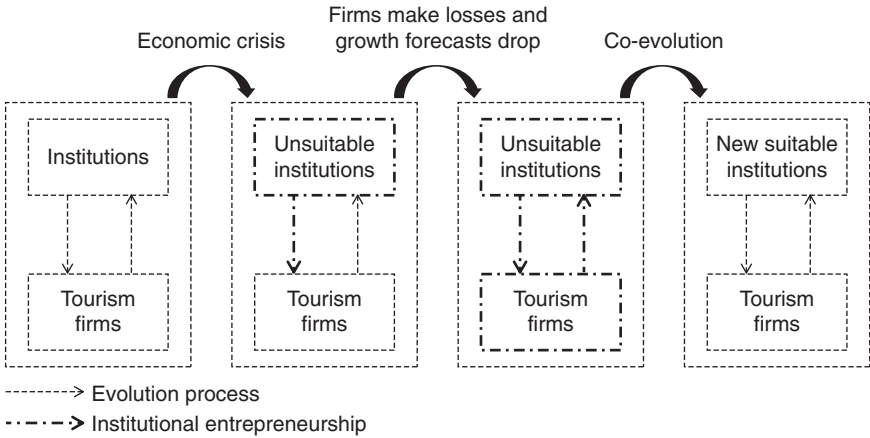 Economic crisis
Firms make losses and
growth forecasts drop
Co-evolution
Institutions
Tourism
firms
Unsuitable
institutions
Tourism
firms
Unsuitable
institutions
Tourism
firms
New suitable
institutions
Tourism
firms
Evolution process
Institutional entrepreneurship